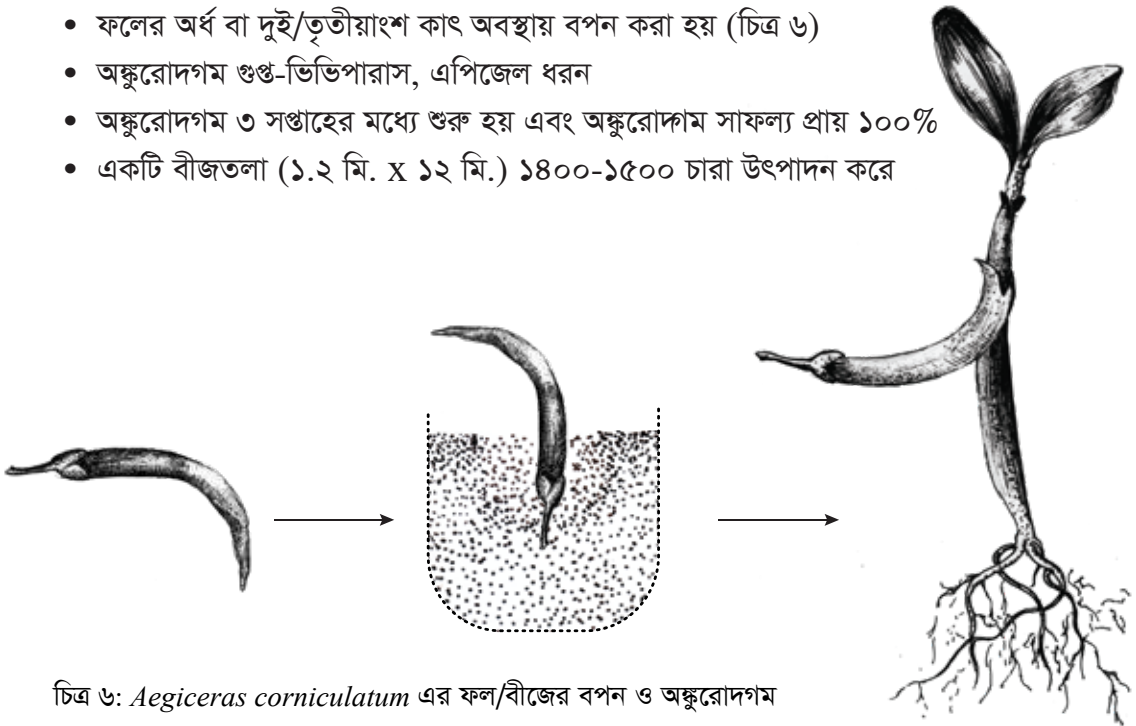 • ফলের অর্ধ বা দুই/তৃতীয়াংশ কাৎ অবস্থায় বপন করা হয় (চিত্র ৬)
• অঙ্কুরোদগম গুপ্ত-ভিভিপারাস, এপিজেল ধরন
• অঙ্কুরোদগম ৩ সপ্তাহের মধ্যে শুরু হয় এবং অঙ্কুরোদ্গম সাফল্য প্রায় ১০০%
• একটি বীজতলা (১.২ মি. X ১২ মি.) ১৪০০-১৫০০ চারা উৎপাদন করে
চিত্র ৬: Aegiceras corniculatum এর ফল/বীজের বপন ও অঙ্কুরোদগম